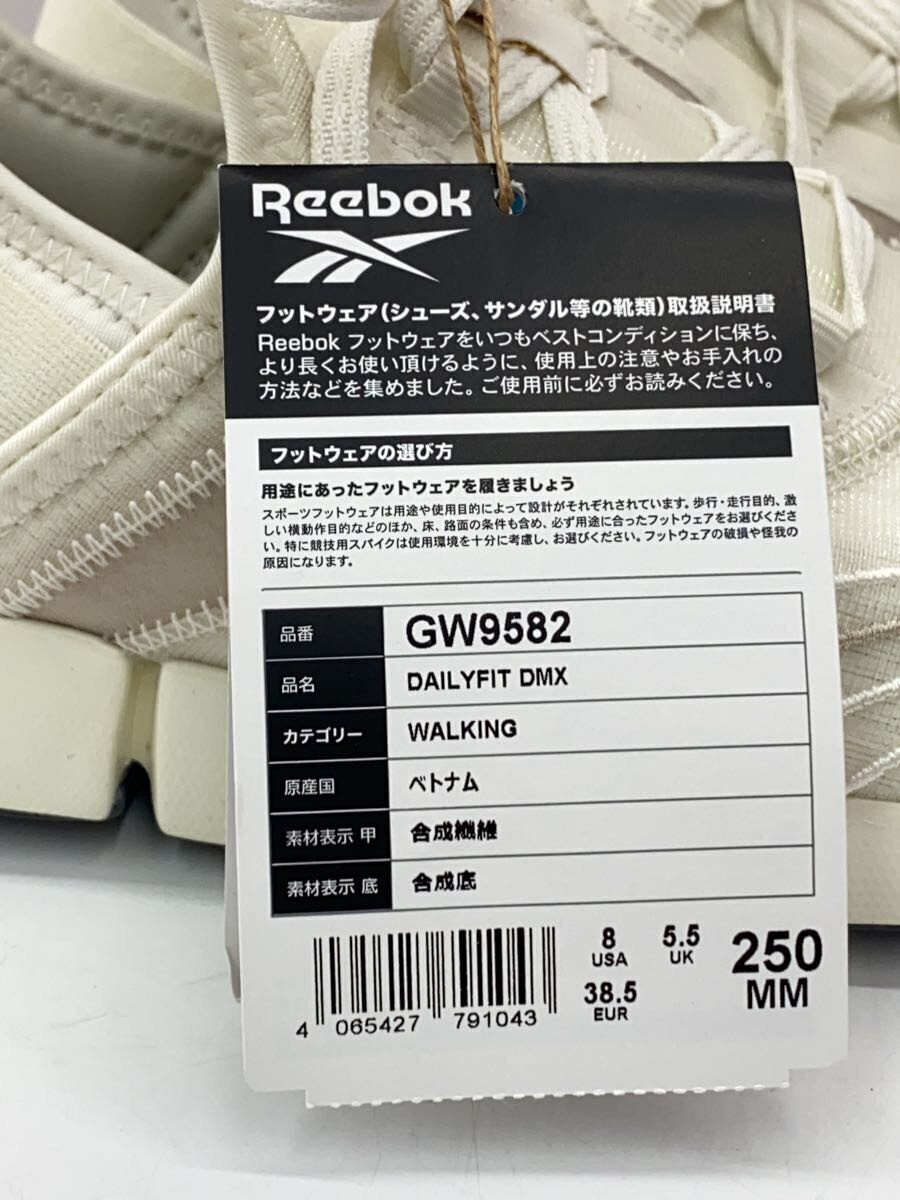 Reebok
フットウェア(シューズ、サンダル等の靴類)取扱説明書
Reebok フットウェアをいつもベストコンディションに保ち、
より長くお使い頂けるように、使用上の注意やお手入れの
方法などを集めました。ご使用前に必ずお読みください。
フットウェアの選び方
用途にあったフットウェアを履きましょう
スポーツフットウェアは用途や使用目的によって設計がそれぞれされています。歩行・走行目的、激
しい横動作目的などのほか、床、路面の条件も含め、必ず用途に合ったフットウェアをお選びくださ
い。特に競技用スパイクは使用環境を十分に考慮し、お選びください。フットウェアの破損や怪我の
原因になります。
品番 GW9582
品名 DAILYFIT DMX
カテゴリー WALKING
原産国 ベトナム
素材表示 甲 合成繊維
素材表示 底 合成底
8 USA 5.5 UK 250 MM
38.5 EUR
4 065427 791043